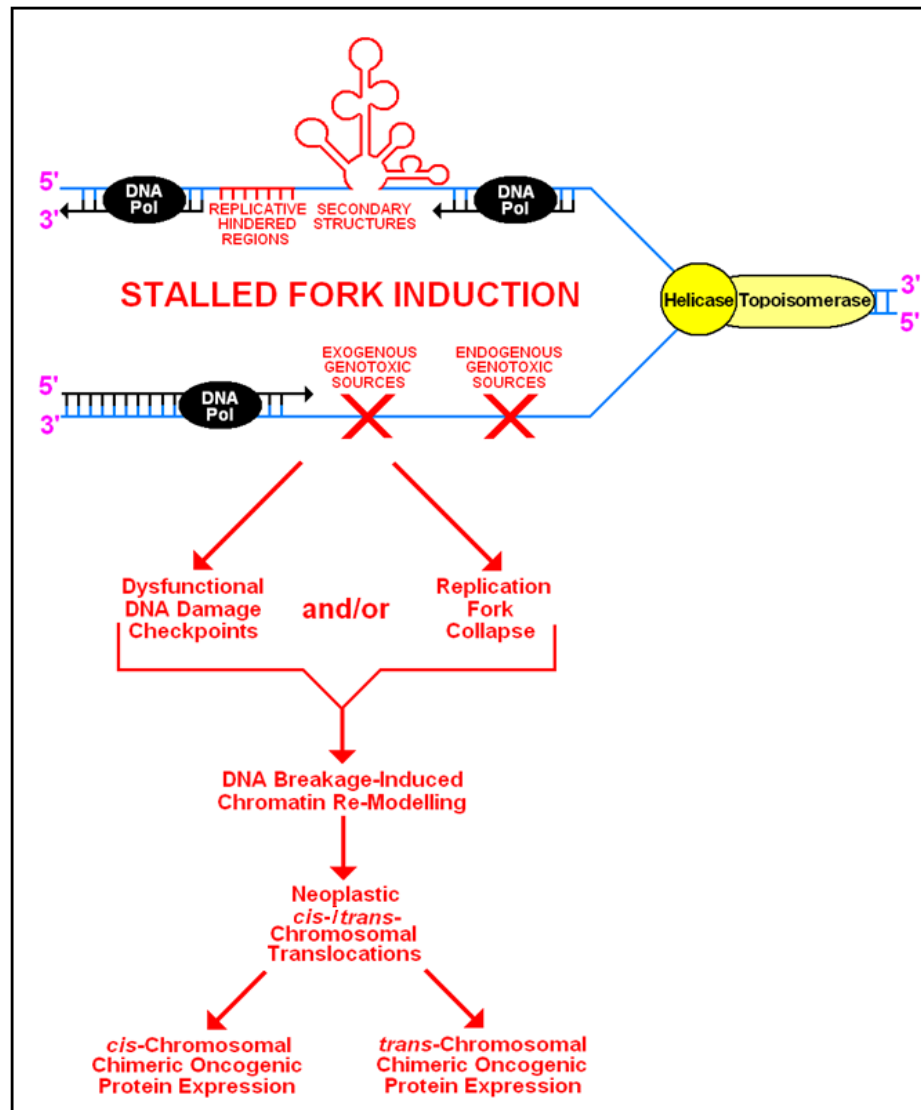 5'
3'
DNA
Pol
REPLICATIVE
HINDERED
REGIONS
SECONDARY
STRUCTURES
DNA
Pol
Helicase
Topoisomerase
3'
5'
STALLED FORK INDUCTION
EXOGENOUS
GENOTOXIC
SOURCES
ENDOGENOUS
GENOTOXIC
SOURCES
5'
3'
DNA
Pol
Dysfunctional
DNA Damage
Checkpoints
and/or
Replication
Fork
Collapse
DNA Breakage-Induced
Chromatin Re-Modelling
Neoplastic
cis-/trans-
Chromosomal
Translocations
cis-Chromosomal
Chimeric Oncogenic
Protein Expression
trans-Chromosomal
Chimeric Oncogenic
Protein Expression